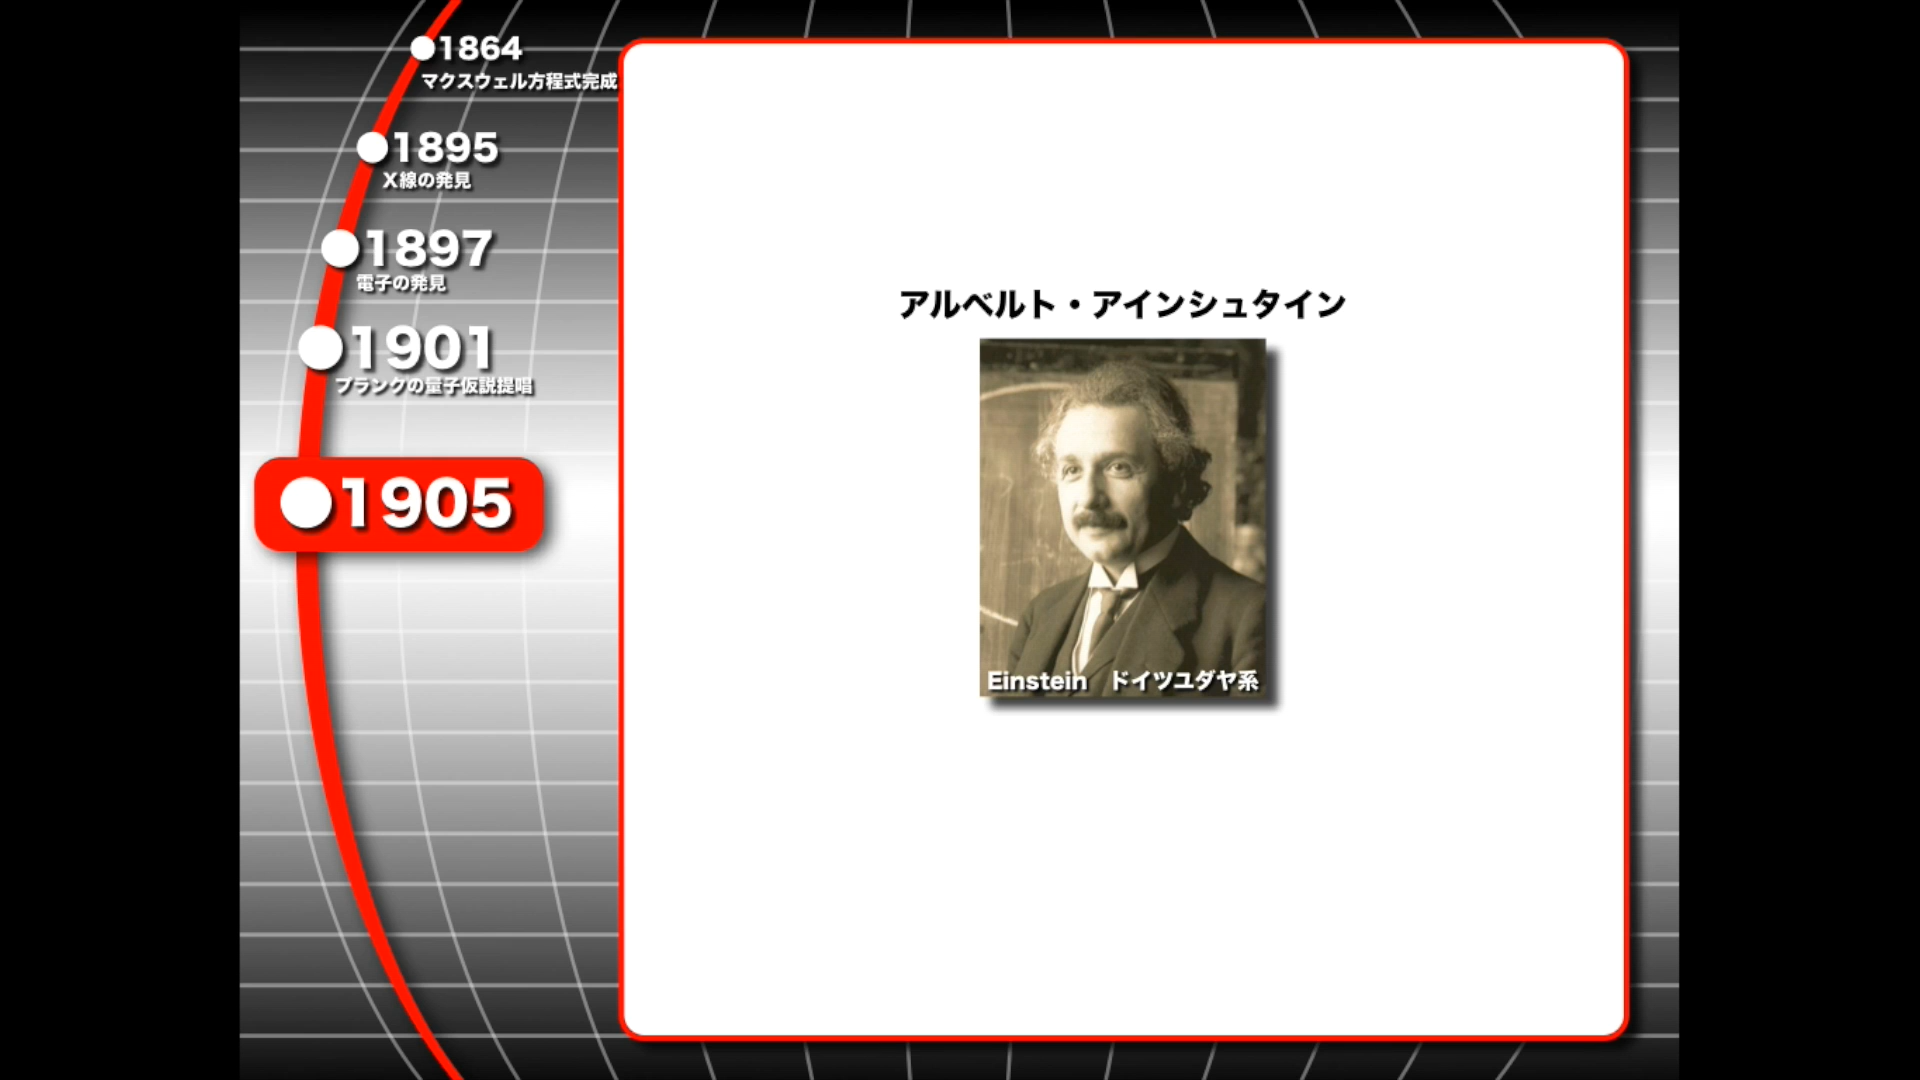 1864
マクスウェル方程式完成
1895
X線の発見
1897
電子の発見
1901
プランクの量子仮説提唱
1905
アルベルト・アインシュタイン
Einstein　ドイツユダヤ系